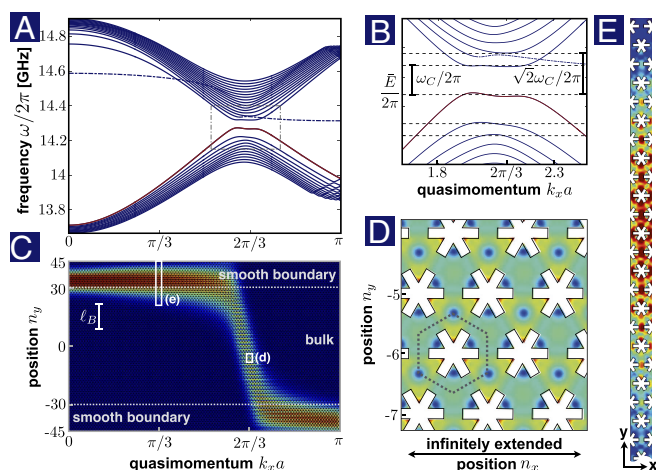 A
frequency ω/2π [GHz]
14.8
14.6
14.4
14.2
14
13.8
0
π/3
2π/3
π
B
Ē/2π
ω_C/2π
√2ω_C/2π
1.8
2π/3
2.3
quasimomentum k_x a
C
position n_y
45
30
0
-30
-45
smooth boundary
(e)
ℓ_B
bulk
(d)
smooth boundary
0
π/3
2π/3
π
quasimomentum k_x a
D
position n_y
-5
-6
-7
infinitely extended
position n_x
E
y
x